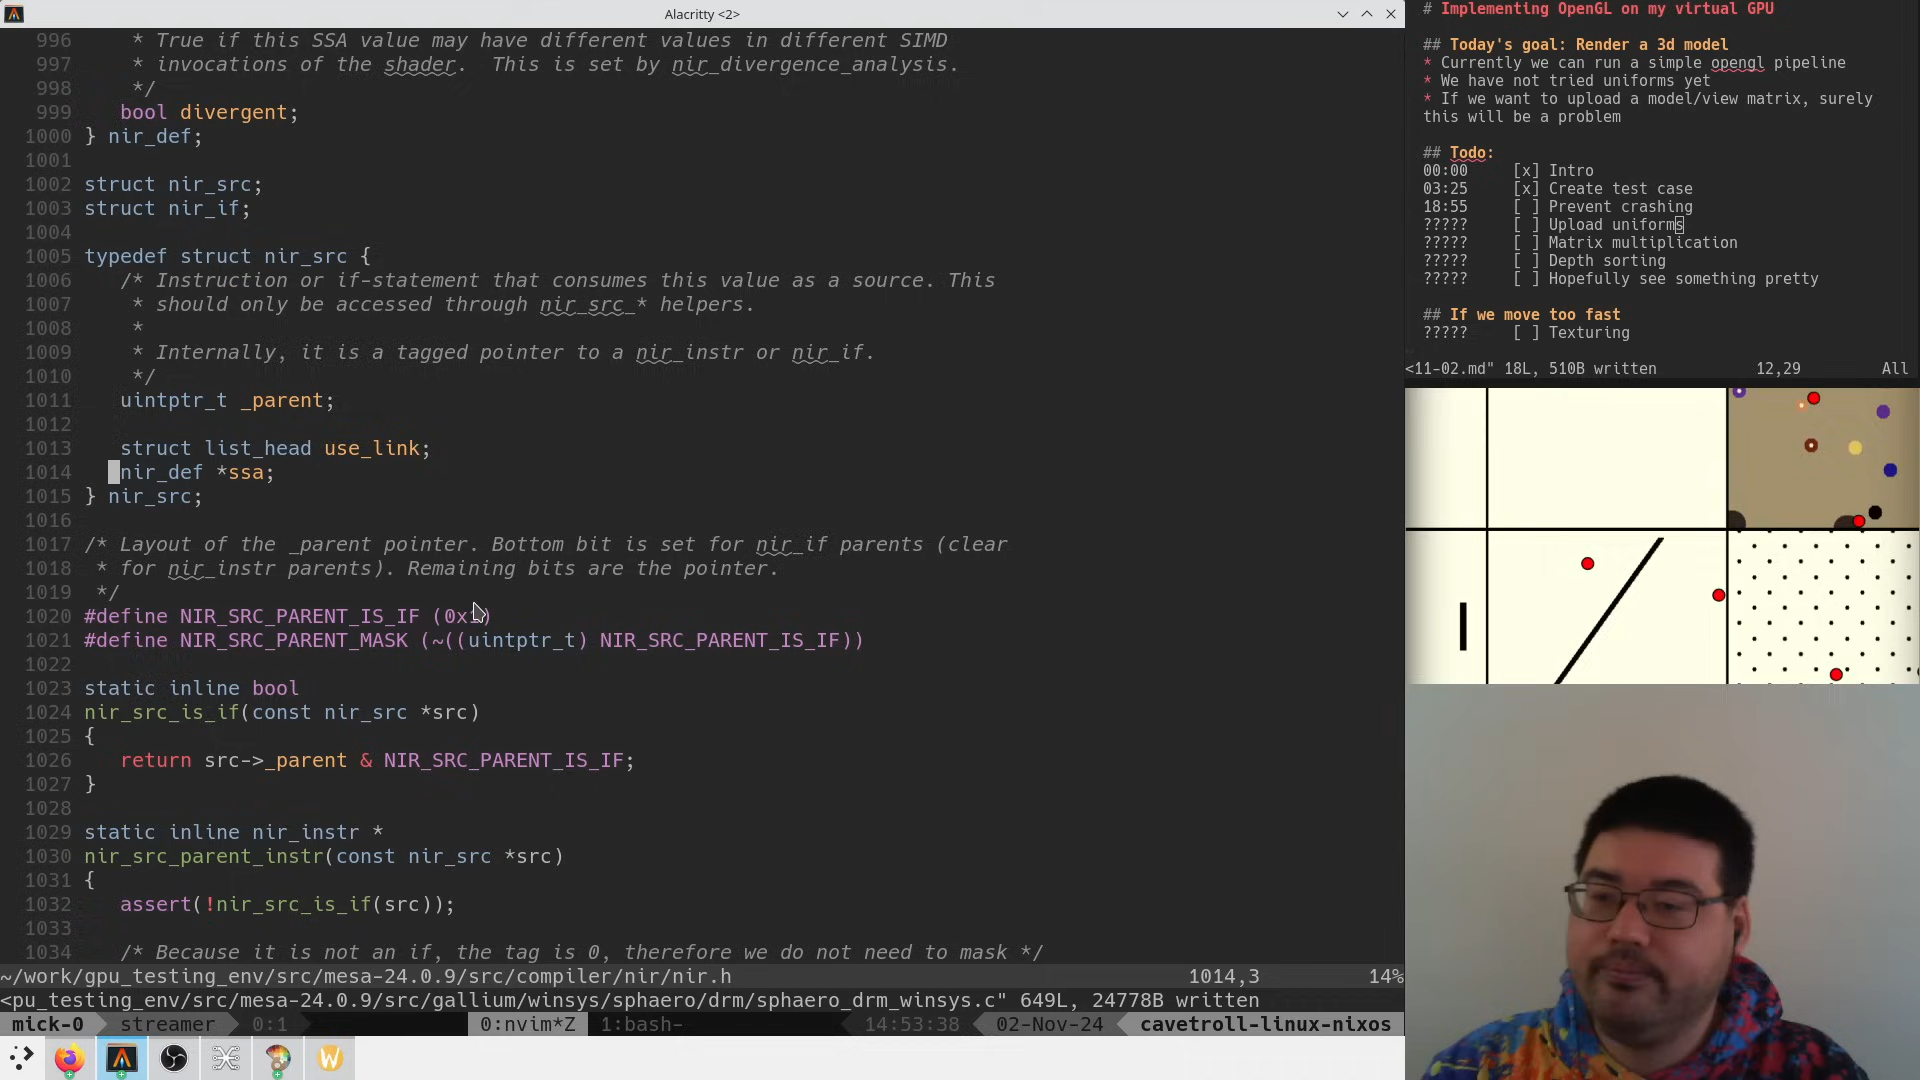 Alacritty <2>
996     * True if this SSA value may have different values in different SIMD
997     * invocations of the shader.  This is set by nir_divergence_analysis.
998     */
999    bool divergent;
1000 } nir_def;
1001
1002 struct nir_src;
1003 struct nir_if;
1004
1005 typedef struct nir_src {
1006    /* Instruction or if-statement that consumes this value as a source. This
1007     * should only be accessed through nir_src_* helpers.
1008     *
1009     * Internally, it is a tagged pointer to a nir_instr or nir_if.
1010     */
1011    uintptr_t _parent;
1012
1013    struct list_head use_link;
1014    nir_def *ssa;
1015 } nir_src;
1016
1017 /* Layout of the _parent pointer. Bottom bit is set for nir_if parents (clear
1018  * for nir_instr parents). Remaining bits are the pointer.
1019  */
1020 #define NIR_SRC_PARENT_IS_IF (0x1)
1021 #define NIR_SRC_PARENT_MASK (~((uintptr_t) NIR_SRC_PARENT_IS_IF))
1022
1023 static inline bool
1024 nir_src_is_if(const nir_src *src)
1025 {
1026    return src->_parent & NIR_SRC_PARENT_IS_IF;
1027 }
1028
1029 static inline nir_instr *
1030 nir_src_parent_instr(const nir_src *src)
1031 {
1032    assert(!nir_src_is_if(src));
1033
1034    /* Because it is not an if, the tag is 0, therefore we do not need to mask */
~/work/gpu_testing_env/src/mesa-24.0.9/src/compiler/nir/nir.h 1014,3 14%
<pu_testing_env/src/mesa-24.0.9/src/gallium/winsys/sphaero/drm/sphaero_drm_winsys.c" 649L, 24778B written
mick-0 streamer 0:1 0:nvim*Z 1:bash- 14:53:38 02-Nov-24 cavetroll-linux-nixos
# Implementing OpenGL on my virtual GPU
## Today's goal: Render a 3d model
* Currently we can run a simple opengl pipeline
* We have not tried uniforms yet
* If we want to upload a model/view matrix, surely
this will be a problem
## Todo:
00:00 [x] Intro
03:25 [x] Create test case
18:55 [ ] Prevent crashing
????? [ ] Upload uniforms
????? [ ] Matrix multiplication
????? [ ] Depth sorting
????? [ ] Hopefully see something pretty
## If we move too fast
????? [ ] Texturing
<11-02.md" 18L, 510B written 12,29 All